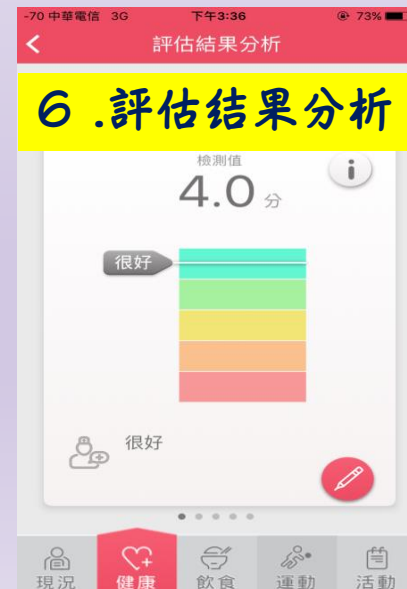 -70 中華電信 3G 下午3:36 73%
評估結果分析
6 .評估结果分析
檢測值
4.0 分
很好
很好
現況 健康 飲食 運動 活動